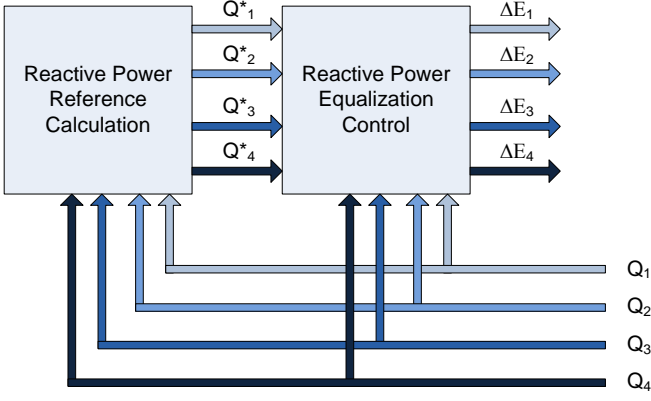 Q*₁
ΔE₁
Q*₂
ΔE₂
Reactive Power
Reference
Calculation
Reactive Power
Equalization
Control
Q*₃
ΔE₃
Q*₄
ΔE₄
Q₁
Q₂
Q₃
Q₄